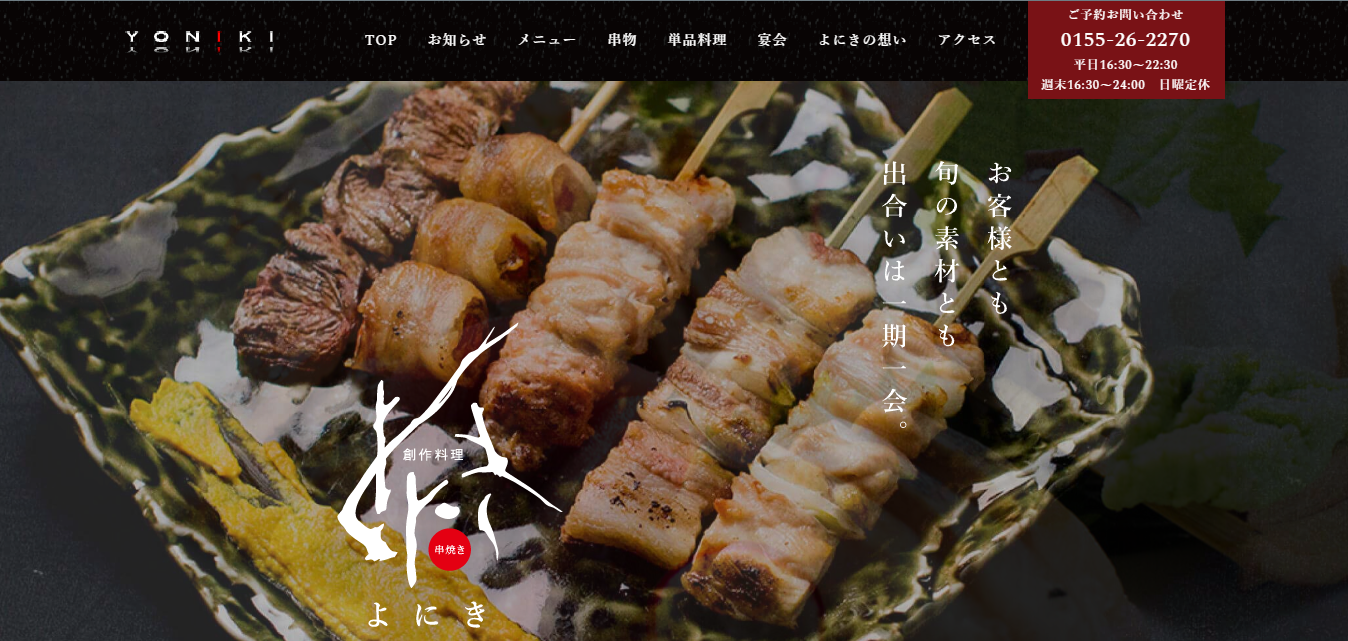 YONIKI
TOP
お知らせ
メニュー
串物
単品料理
宴会
よにきの想い
アクセス
ご予約お問い合わせ
0155-26-2270
平日16:30～22:30
週末16:30～24:00　日曜定休
お客様とも
旬の素材とも
出合いは一期一会。
創作料理
串焼き
よにき